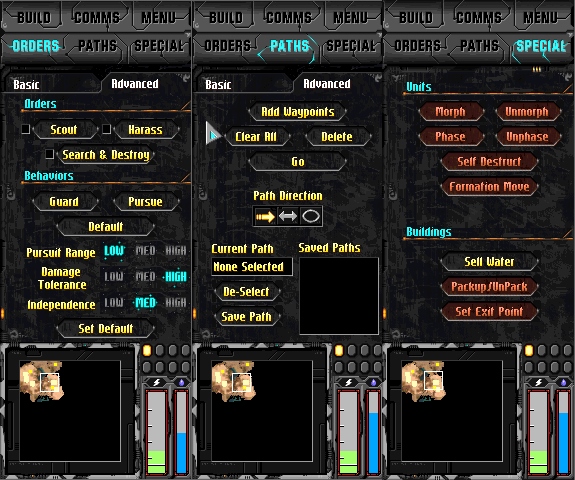 BUILD COMMS MENU
ORDERS PATHS SPECIAL
Basic Advanced
Orders
Scout Harass
Search & Destroy
Behaviors
Guard Pursue
Default
Pursuit Range LOW MED HIGH
Damage
Tolerance LOW MED HIGH
Independence LOW MED HIGH
Set Default
BUILD COMMS MENU
ORDERS PATHS SPECIAL
Basic Advanced
Add Waypoints
Clear All Delete
Go
Path Direction
Current Path Saved Paths
None Selected
De-Select
Save Path
BUILD COMMS MENU
ORDERS PATHS SPECIAL
Units
Morph Unmorph
Phase Unphase
Self Destruct
Formation Move
Buildings
Sell Water
Packup/UnPack
Set Exit Point